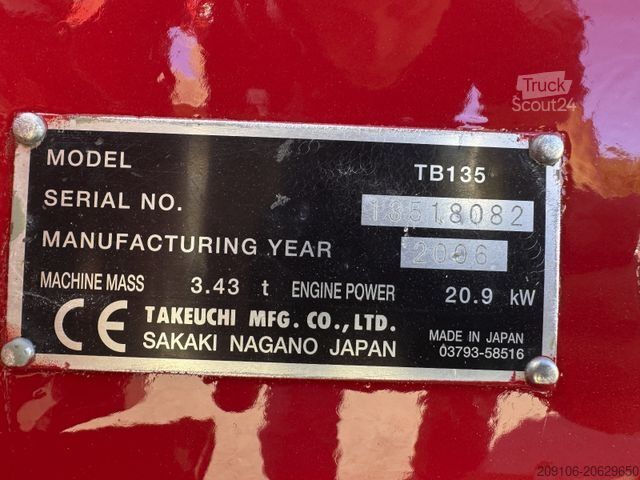 Truck
Scout24
MODEL TB135
SERIAL NO. 13518082
MANUFACTURING YEAR 2006
MACHINE MASS 3.43 t ENGINE POWER 20.9 kW
CE TAKEUCHI MFG. CO., LTD.
SAKAKI NAGANO JAPAN
MADE IN JAPAN
03793-58516
209106-20629650